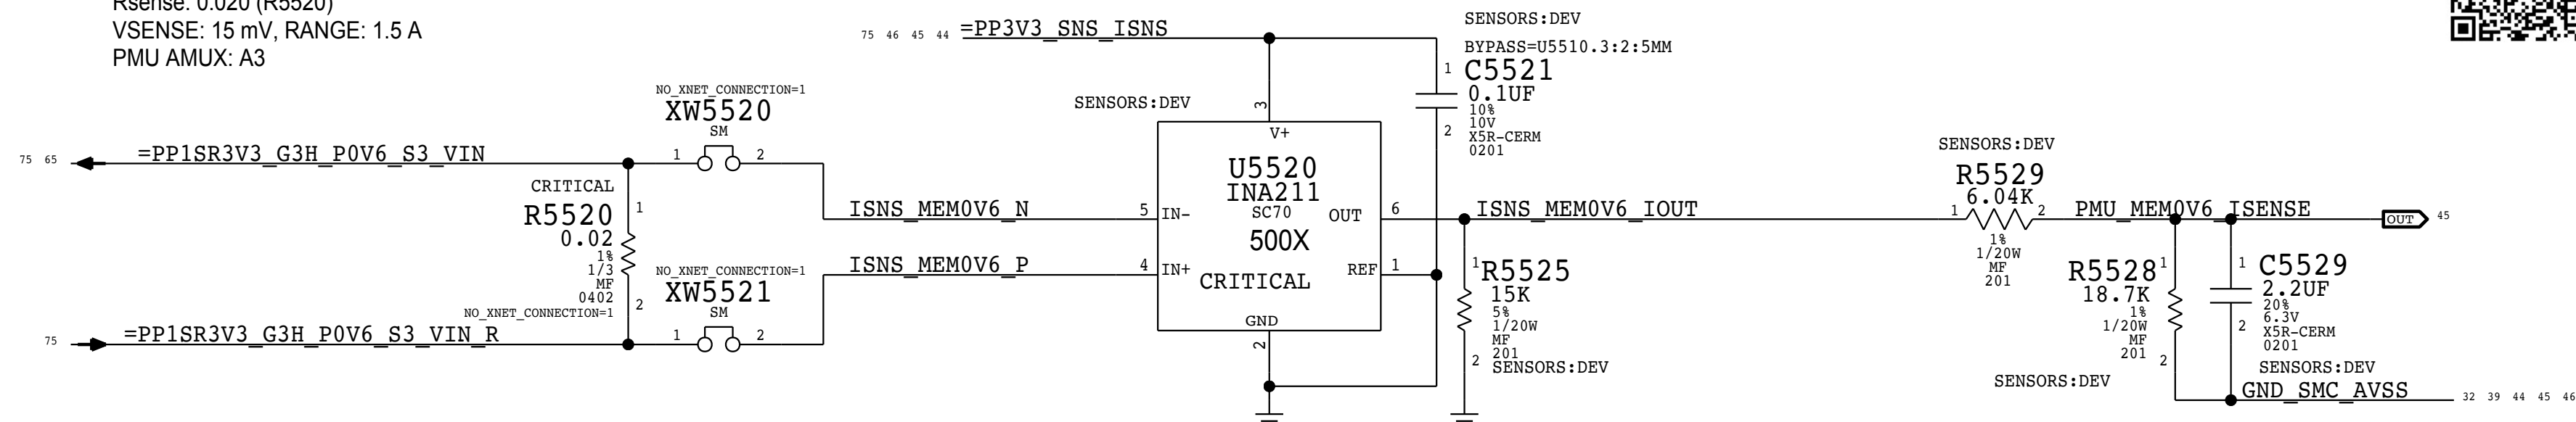 Rsense: 0.020 (R5520)
VSENSE: 15 mV, RANGE: 1.5 A
PMU AMUX: A3
75 46 45 44 =PP3V3_SNS_ISNS
SENSORS:DEV
BYPASS=U5510.3:2:5MM
1 C5521
0.1UF
10%
10V
2 X5R-CERM
0201
NO_XNET_CONNECTION=1
XW5520
SM
1 2
75 65 =PP1SR3V3_G3H_P0V6_S3_VIN
CRITICAL
R5520 1
0.02
1%
1/3
MF
0402
2
NO_XNET_CONNECTION=1
75 =PP1SR3V3_G3H_P0V6_S3_VIN_R
NO_XNET_CONNECTION=1
XW5521
SM
1 2
ISNS_MEM0V6_N
ISNS_MEM0V6_P
SENSORS:DEV
3
V+
U5520
INA211
SC70
500X
CRITICAL
5 IN-
4 IN+
OUT 6
REF 1
GND
2
ISNS_MEM0V6_IOUT
1 R5525
15K
5%
1/20W
MF
201
2 SENSORS:DEV
SENSORS:DEV
R5529
6.04K
1 2
1%
1/20W
MF
201
PMU_MEM0V6_ISENSE
OUT 45
R5528 1
18.7K
1%
1/20W
MF
201 2
SENSORS:DEV
1 C5529
2.2UF
20%
6.3V
2 X5R-CERM
0201
SENSORS:DEV
GND_SMC_AVSS 32 39 44 45 46